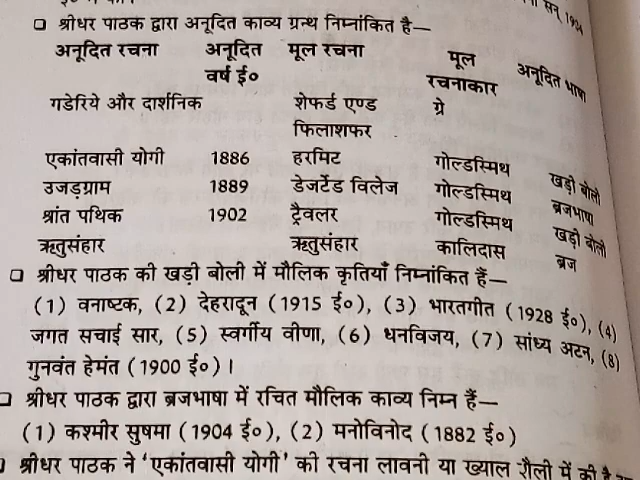 सन् 1904
❑ श्रीधर पाठक द्वारा अनूदित काव्य ग्रन्थ निम्नांकित है—
अनूदित रचना अनूदित मूल रचना मूल अनूदित भाषा
वर्ष ई० रचनाकार
गडेरिये और दार्शनिक शेफर्ड एण्ड ग्रे
फिलाशफर
एकांतवासी योगी 1886 हरमिट गोल्डस्मिथ खड़ी बोली
उजड़ग्राम 1889 डेजर्टेड विलेज गोल्डस्मिथ ब्रजभाषा
श्रांत पथिक 1902 ट्रैवलर गोल्डस्मिथ खड़ी बोली
ऋतुसंहार ऋतुसंहार कालिदास ब्रज
❑ श्रीधर पाठक की खड़ी बोली में मौलिक कृतियाँ निम्नांकित हैं—
(1) वनाष्टक, (2) देहरादून (1915 ई०), (3) भारतगीत (1928 ई०), (4)
जगत सचाई सार, (5) स्वर्गीय वीणा, (6) धनविजय, (7) सांध्य अटन, (8)
गुनवंत हेमंत (1900 ई०)।
❑ श्रीधर पाठक द्वारा ब्रजभाषा में रचित मौलिक काव्य निम्न हैं—
(1) कश्मीर सुषमा (1904 ई०), (2) मनोविनोद (1882 ई०)
❑ श्रीधर पाठक ने 'एकांतवासी योगी' की रचना लावनी या ख्याल शैली में की है